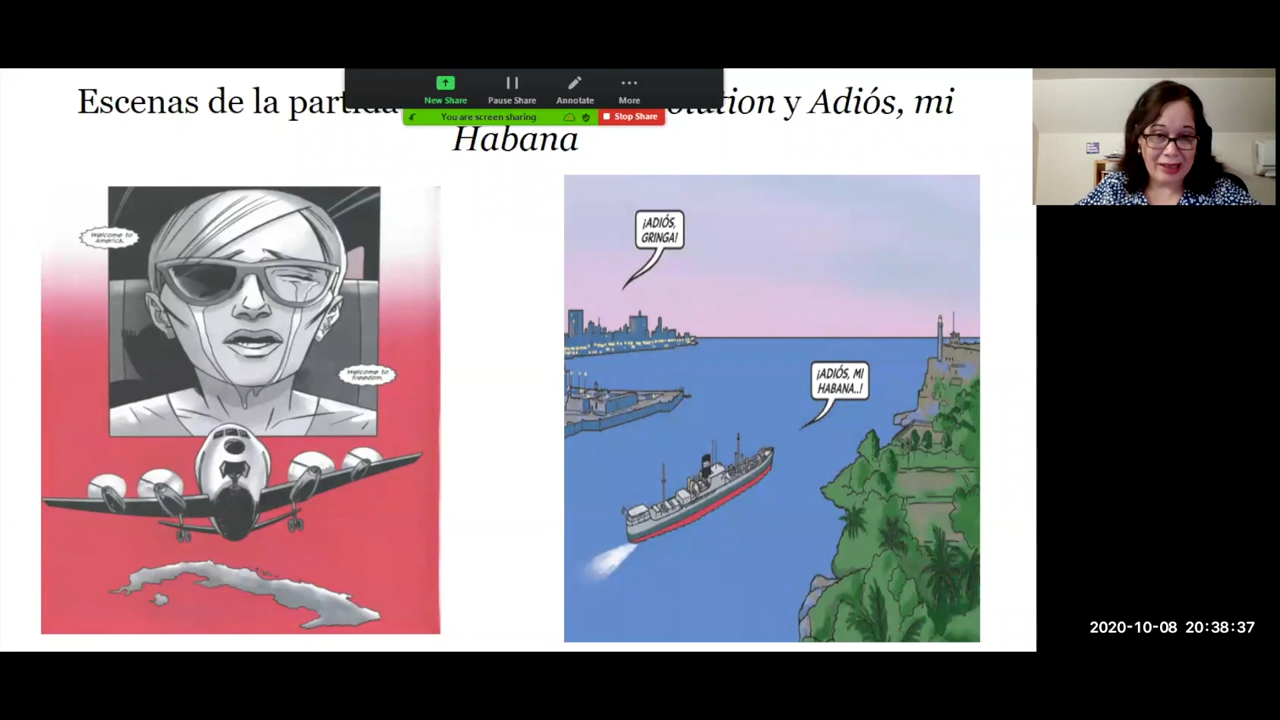 Escenas de la partida
olution y Adiós, mi
Habana
New Share
Pause Share
Annotate
More
You are screen sharing
Stop Share
Welcome to
America.
Welcome to
freedom.
¡ADIÓS,
GRINGA!
¡ADIÓS, MI
HABANA..!
2020-10-08 20:38:37